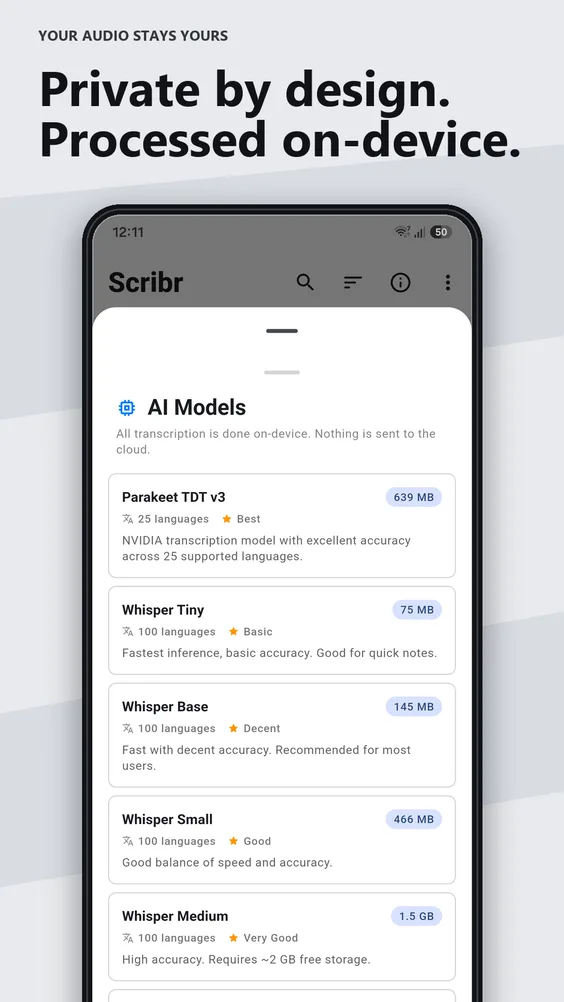 YOUR AUDIO STAYS YOURS
Private by design.
Processed on-device.
12:11
50
Scribr
AI Models
All transcription is done on-device. Nothing is sent to the
cloud.
Parakeet TDT v3
639 MB
25 languages
Best
NVIDIA transcription model with excellent accuracy
across 25 supported languages.
Whisper Tiny
75 MB
100 languages
Basic
Fastest inference, basic accuracy. Good for quick notes.
Whisper Base
145 MB
100 languages
Decent
Fast with decent accuracy. Recommended for most
users.
Whisper Small
466 MB
100 languages
Good
Good balance of speed and accuracy.
Whisper Medium
1.5 GB
100 languages
Very Good
High accuracy. Requires ~2 GB free storage.